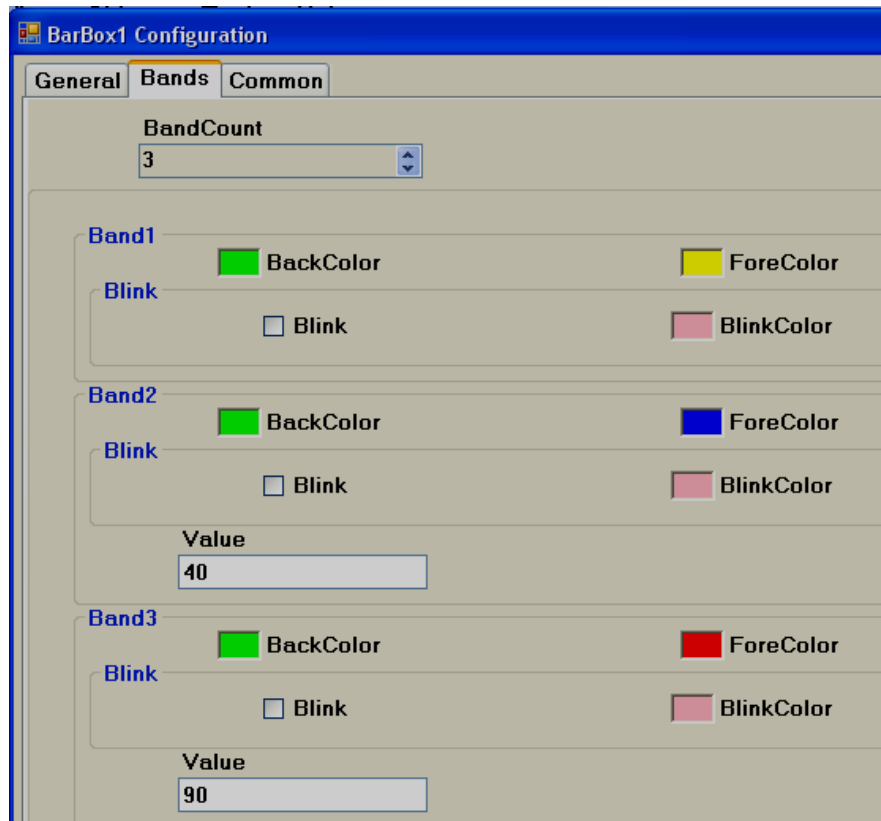 BarBox1 Configuration
General Bands Common
BandCount
3
Band1
BackColor ForeColor
Blink
Blink BlinkColor
Band2
BackColor ForeColor
Blink
Blink BlinkColor
Value
40
Band3
BackColor ForeColor
Blink
Blink BlinkColor
Value
90